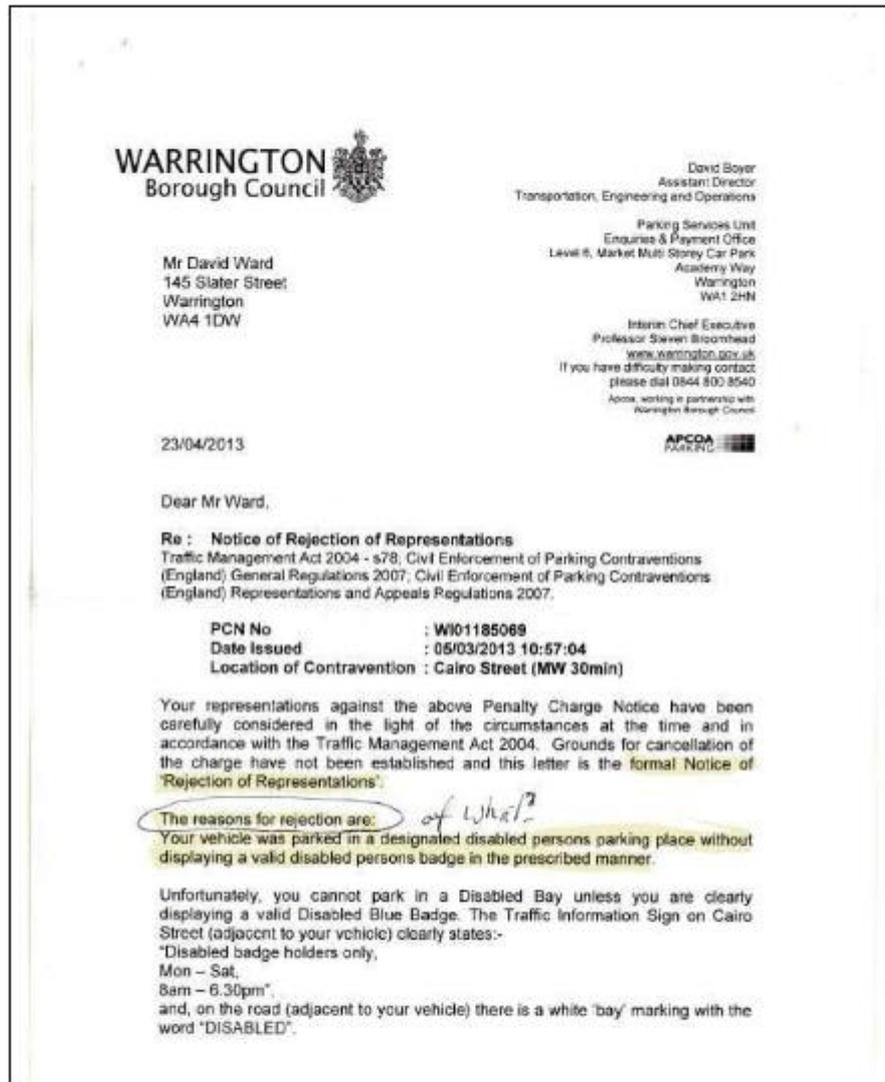 WARRINGTON
Borough Council
David Boyer
Assistant Director
Transportation, Engineering and Operations
Parking Services Unit
Enquiries & Payment Office
Level 6, Market Multi Storey Car Park
Academy Way
Warrington
WA1 2HN
Interim Chief Executive
Professor Steven Broomhead
www.warrington.gov.uk
If you have difficulty making contact
please dial 0844 800 8540
Apcoa, working in partnership with
Warrington Borough Council
APCOA
PARKING
Mr David Ward
145 Slater Street
Warrington
WA4 1DW
23/04/2013
Dear Mr Ward,
Re : Notice of Rejection of Representations
Traffic Management Act 2004 - s78; Civil Enforcement of Parking Contraventions
(England) General Regulations 2007; Civil Enforcement of Parking Contraventions
(England) Representations and Appeals Regulations 2007.
PCN No : WI01185069
Date Issued : 05/03/2013 10:57:04
Location of Contravention : Cairo Street (MW 30min)
Your representations against the above Penalty Charge Notice have been
carefully considered in the light of the circumstances at the time and in
accordance with the Traffic Management Act 2004. Grounds for cancellation of
the charge have not been established and this letter is the formal Notice of
'Rejection of Representations'.
The reasons for rejection are: of what?
Your vehicle was parked in a designated disabled persons parking place without
displaying a valid disabled persons badge in the prescribed manner.
Unfortunately, you cannot park in a Disabled Bay unless you are clearly
displaying a valid Disabled Blue Badge. The Traffic Information Sign on Cairo
Street (adjacent to your vehicle) clearly states:-
"Disabled badge holders only,
Mon – Sat,
8am – 6.30pm",
and, on the road (adjacent to your vehicle) there is a white 'bay' marking with the
word "DISABLED".